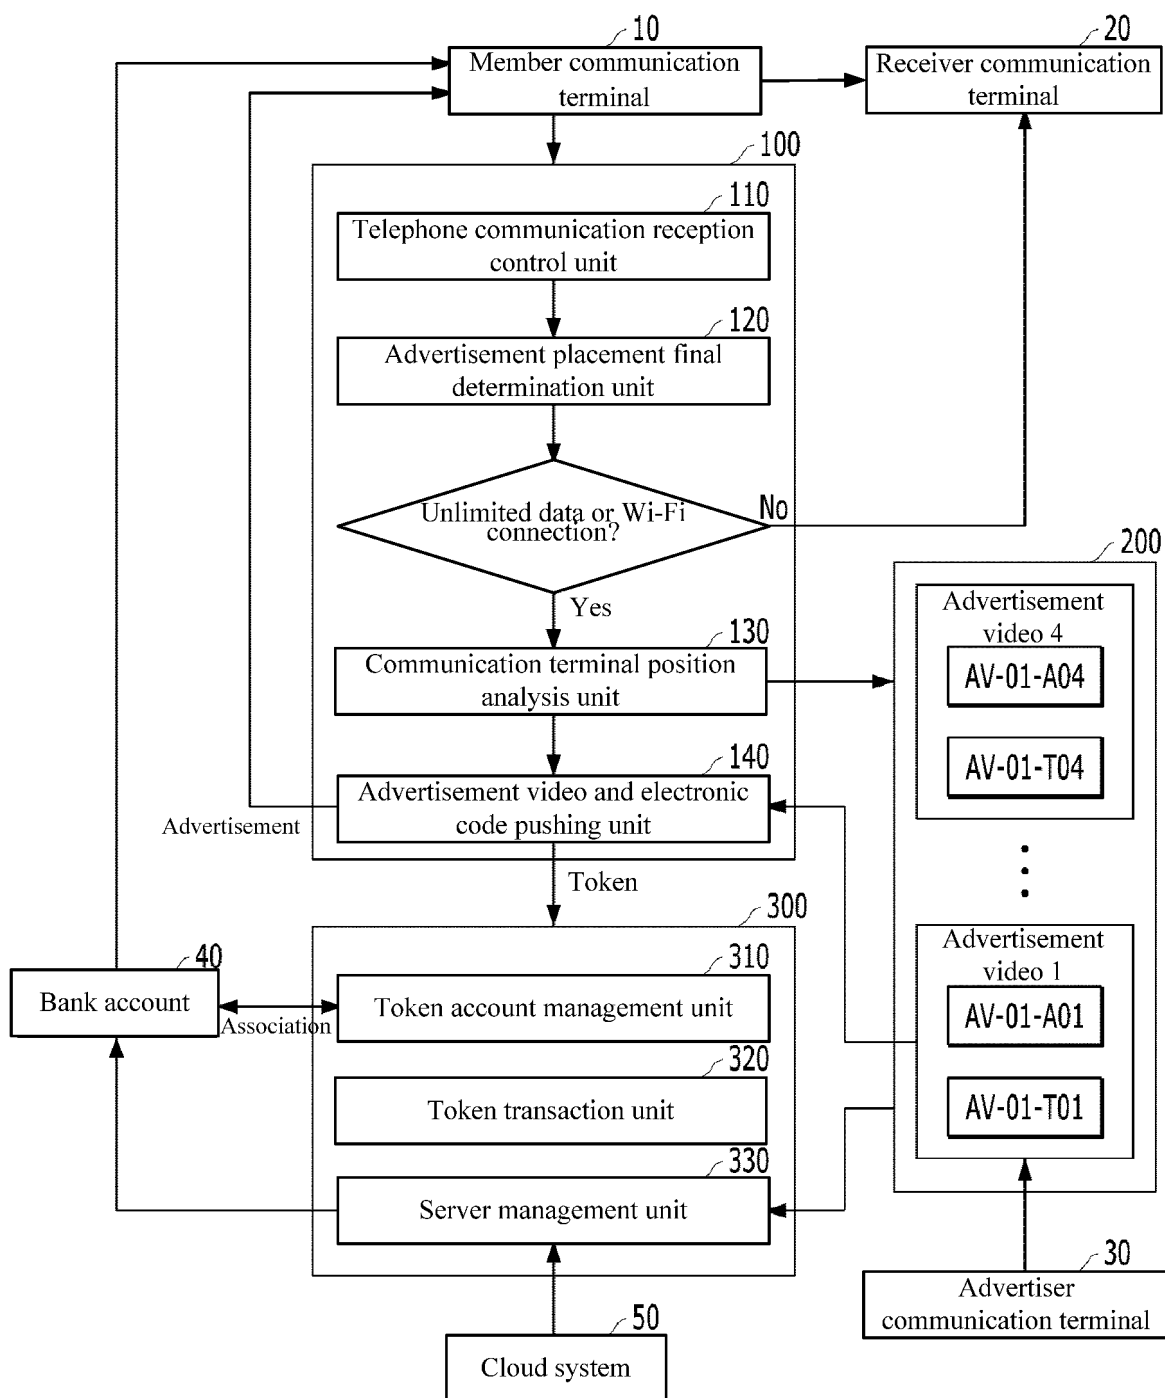 10
Member communication
terminal
20
Receiver communication
terminal
100
110
Telephone communication reception
control unit
120
Advertisement placement final
determination unit
Unlimited data or Wi-Fi
connection?
No
Yes
200
Advertisement
video 4
AV-01-A04
AV-01-T04
130
Communication terminal position
analysis unit
140
Advertisement video and electronic
code pushing unit
Advertisement
Token
300
Advertisement
video 1
AV-01-A01
AV-01-T01
40
Bank account
Association
310
Token account management unit
320
Token transaction unit
330
Server management unit
30
Advertiser
communication terminal
50
Cloud system